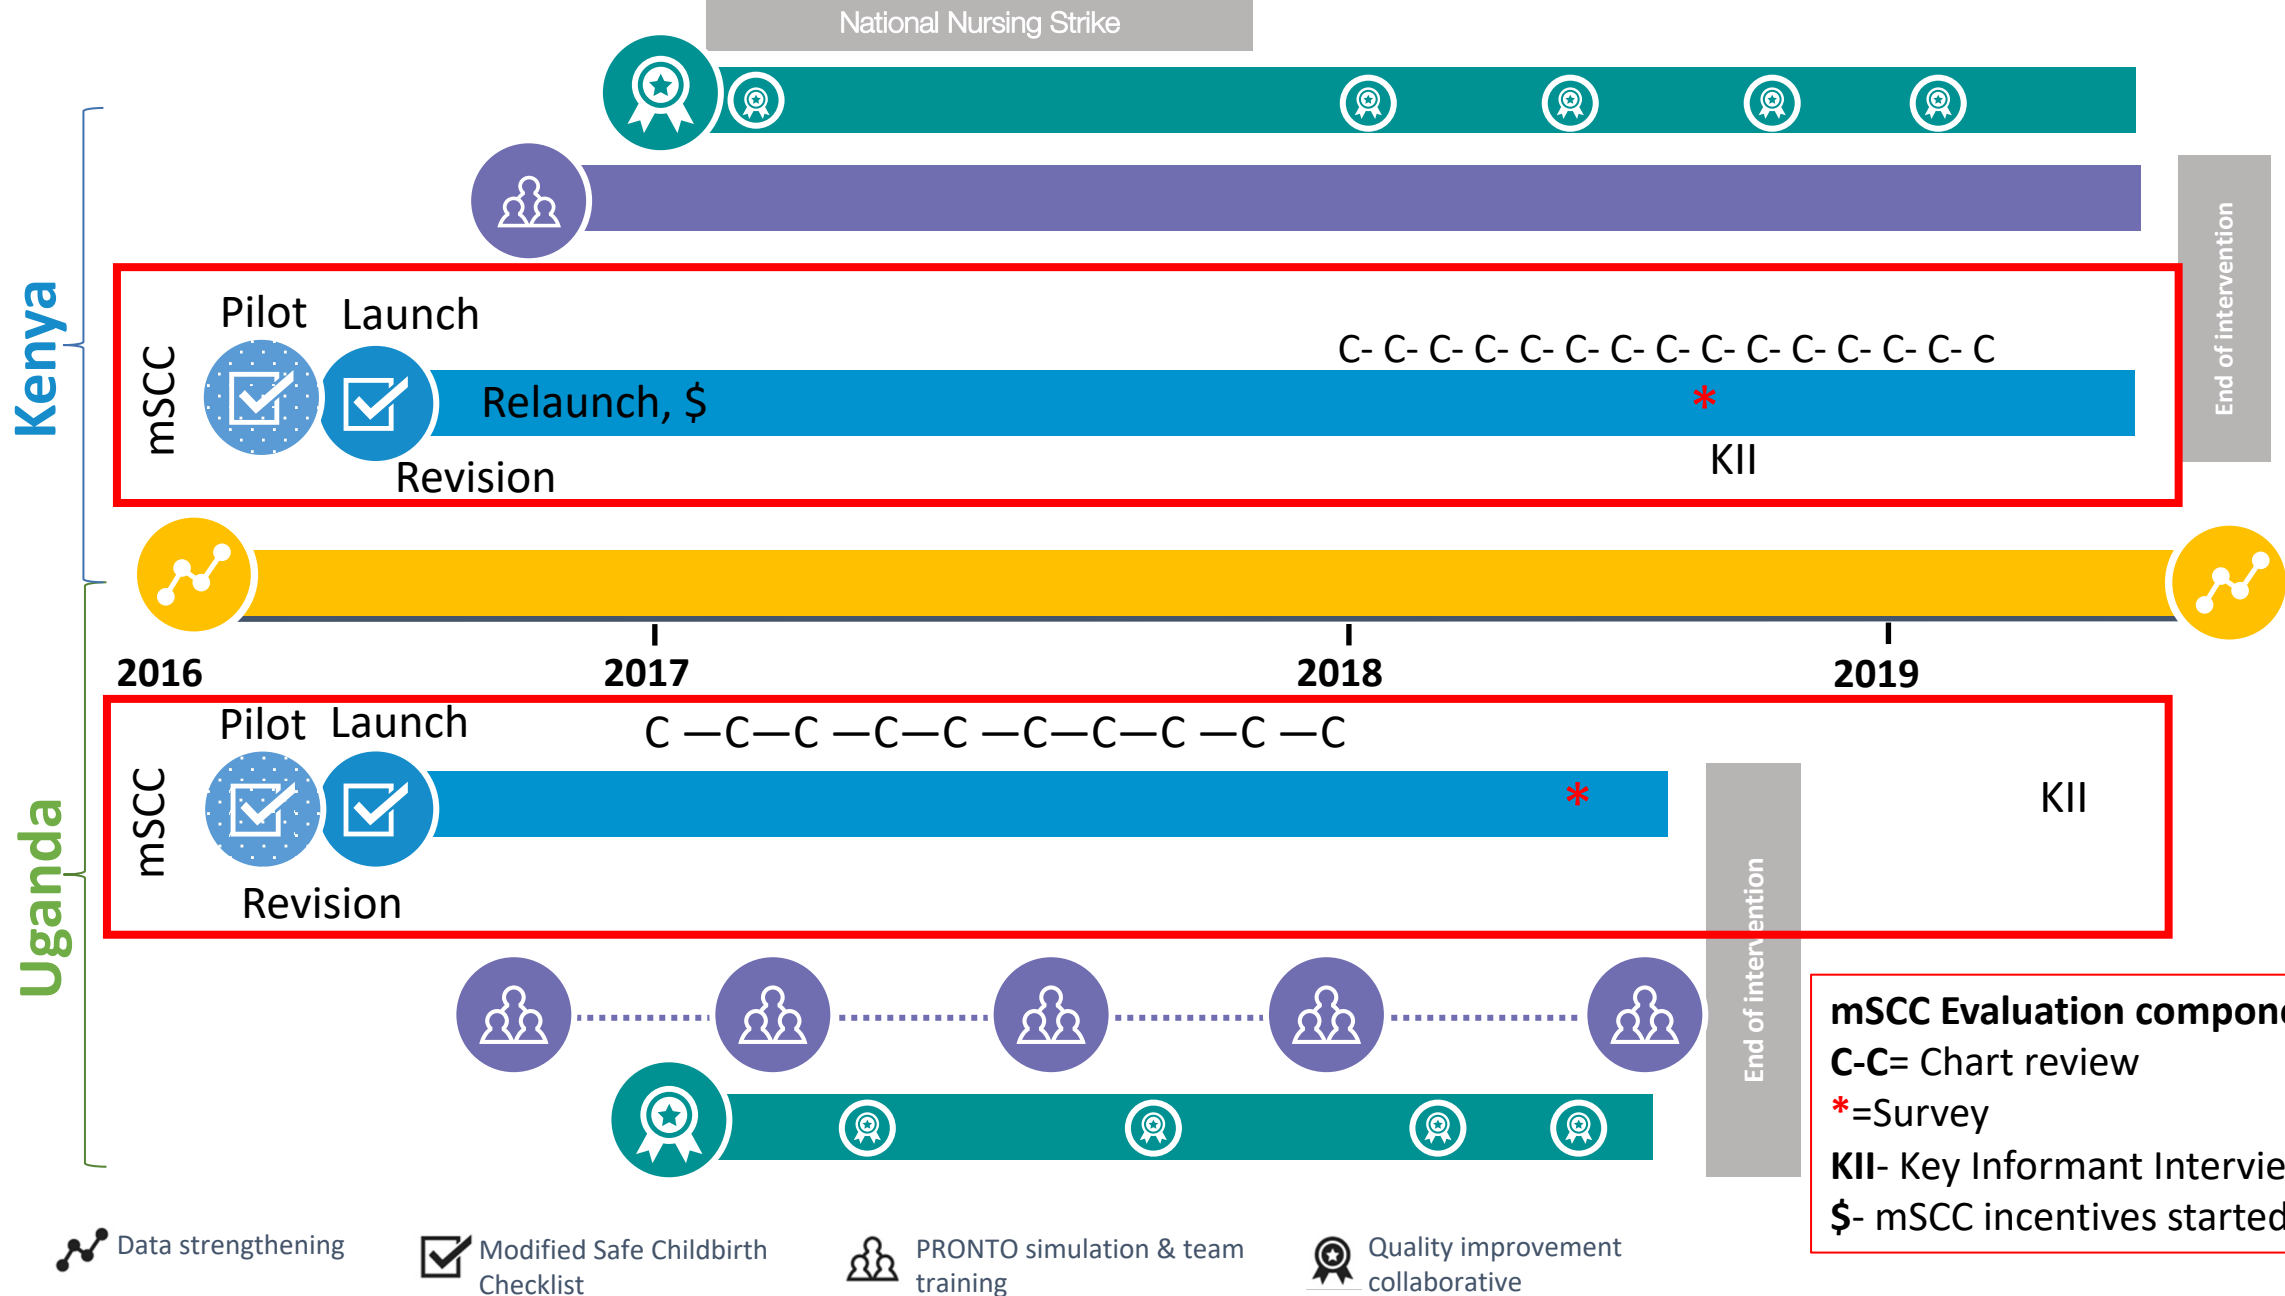 National Nursing Strike
Kenya
End of intervention
mSCC
Pilot Launch
C- C- C- C- C- C- C- C- C- C- C- C- C- C- C
Relaunch, $
*
Revision
KII
2016 2017 2018 2019
Uganda
mSCC
Pilot Launch
C —C—C —C—C —C—C—C —C —C
*
KII
Revision
End of intervention
mSCC Evaluation
C-C= Chart review
*=Survey
KII- Key Informant
$- mSCC incentives started
Data strengthening
Modified Safe Childbirth
Checklist
PRONTO simulation & team
training
Quality improvement
collaborative